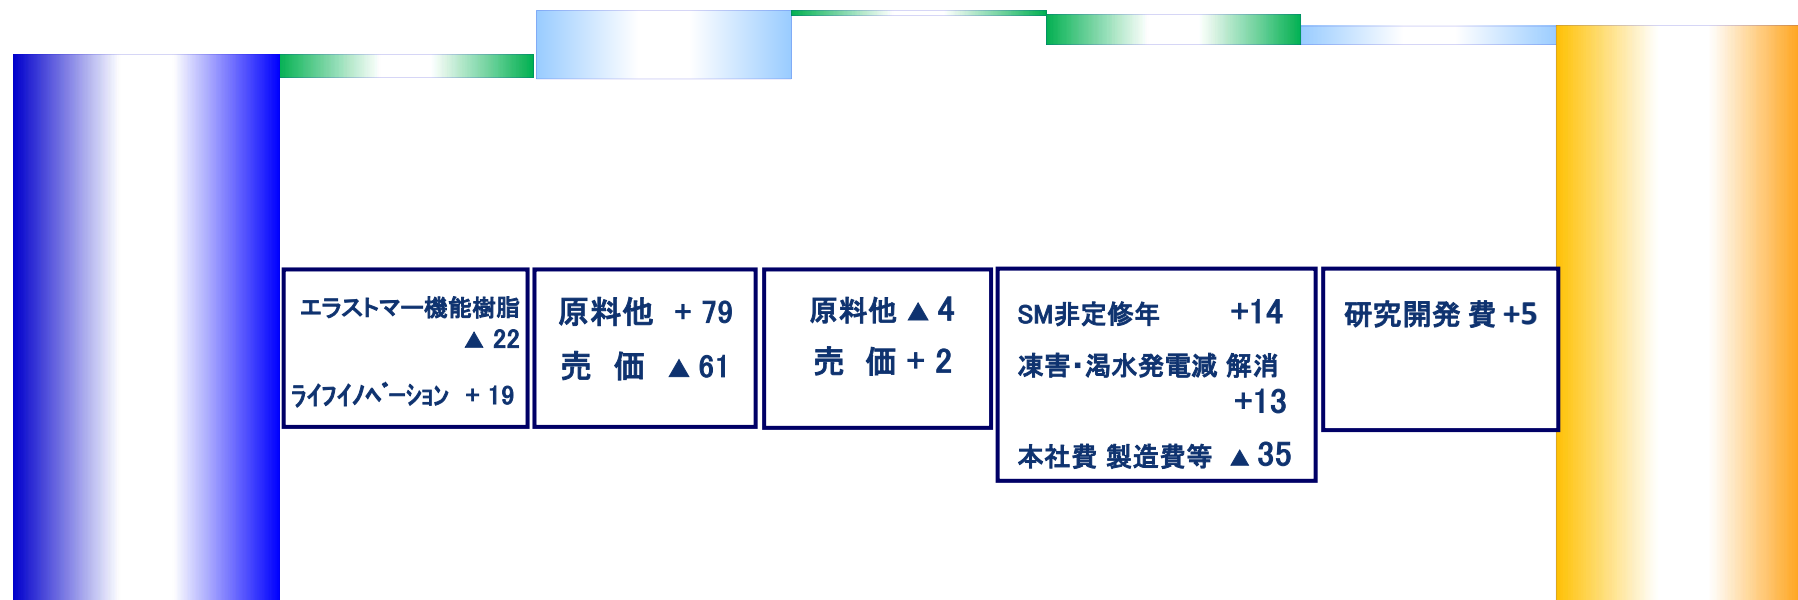 エラストマー機能樹脂
▲ 22
ライフイノベーション + 19
原料他 + 79
売 価 ▲ 61
原料他 ▲ 4
売 価 + 2
SM非定修年 +14
凍害・渇水発電減 解消
+13
本社費 製造費等 ▲ 35
研究開発 費 +5